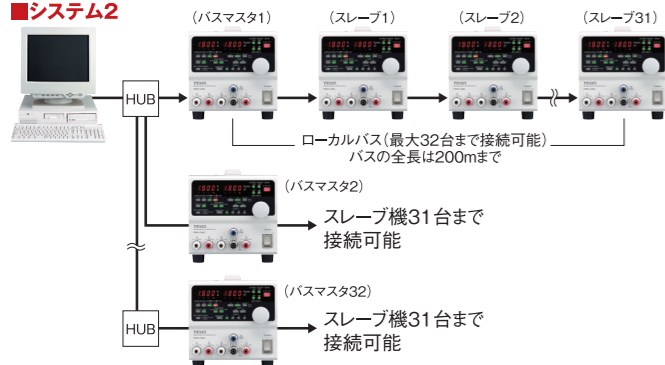 ■システム2
(バスマスタ1)
(スレーブ1)
(スレーブ2)
(スレーブ31)
HUB
ローカルバス(最大32台まで接続可能)
バスの全長は200mまで
(バスマスタ2)
スレーブ機31台まで
接続可能
(バスマスタ32)
HUB
スレーブ機31台まで
接続可能